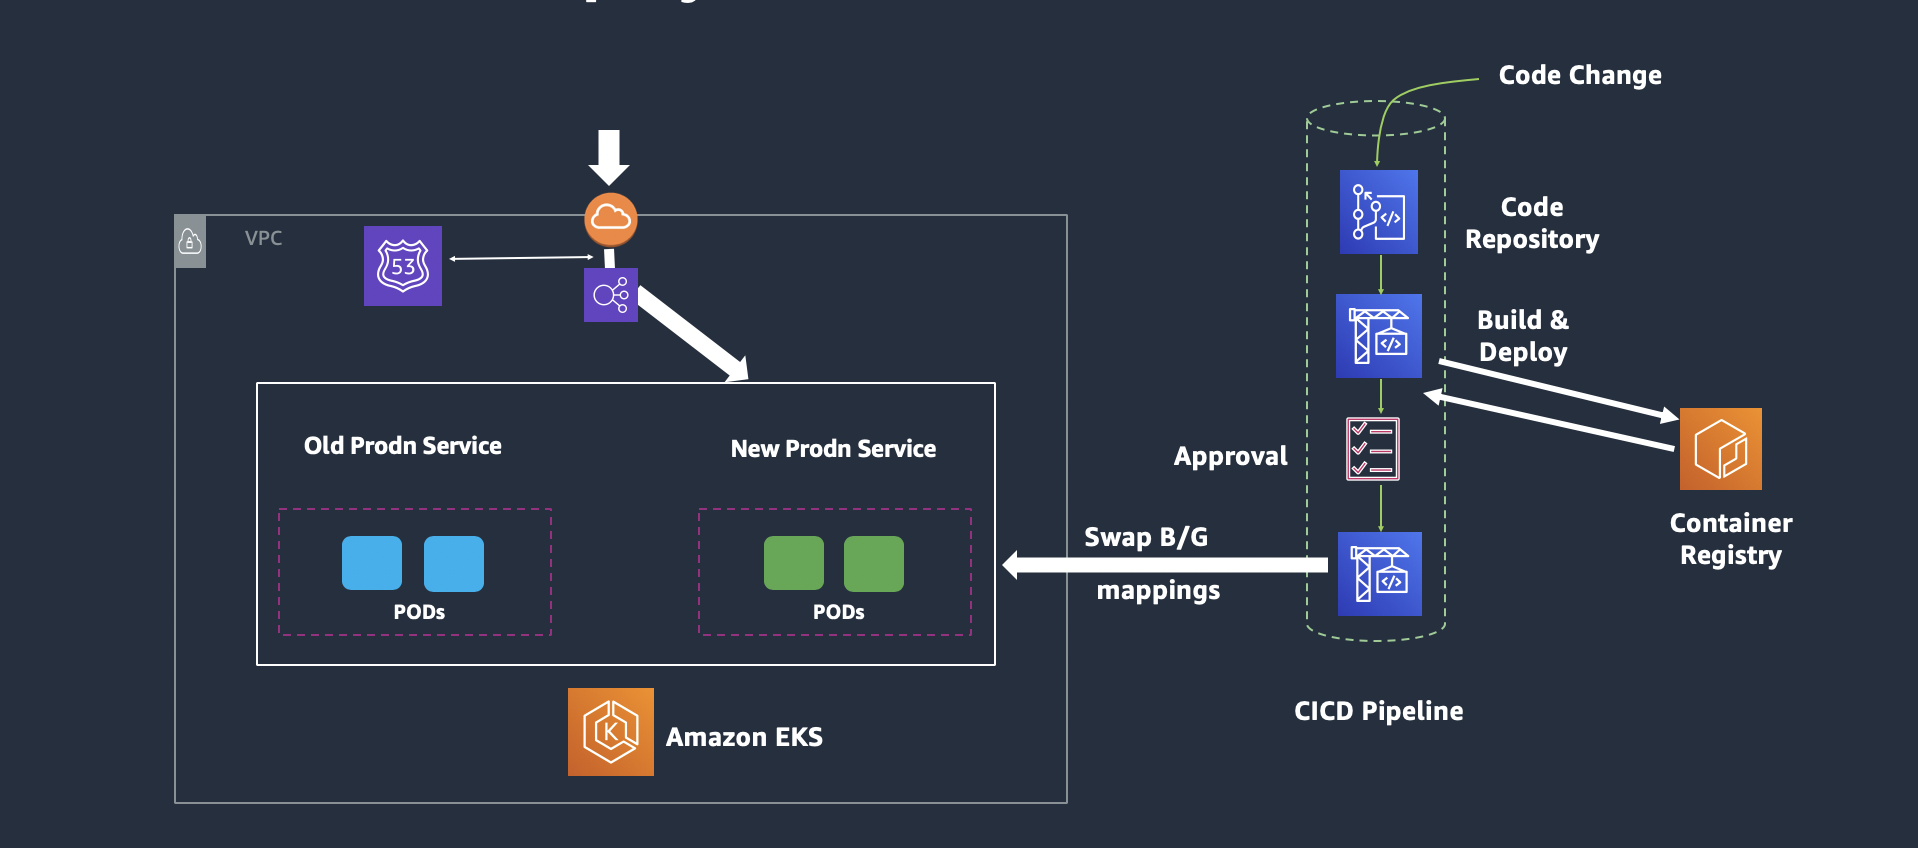 Code Change
VPC
53
Code
Repository
Build &
Deploy
Old Prodn Service
New Prodn Service
Approval
Container
Registry
Swap B/G
mappings
PODs
PODs
CICD Pipeline
K
Amazon EKS